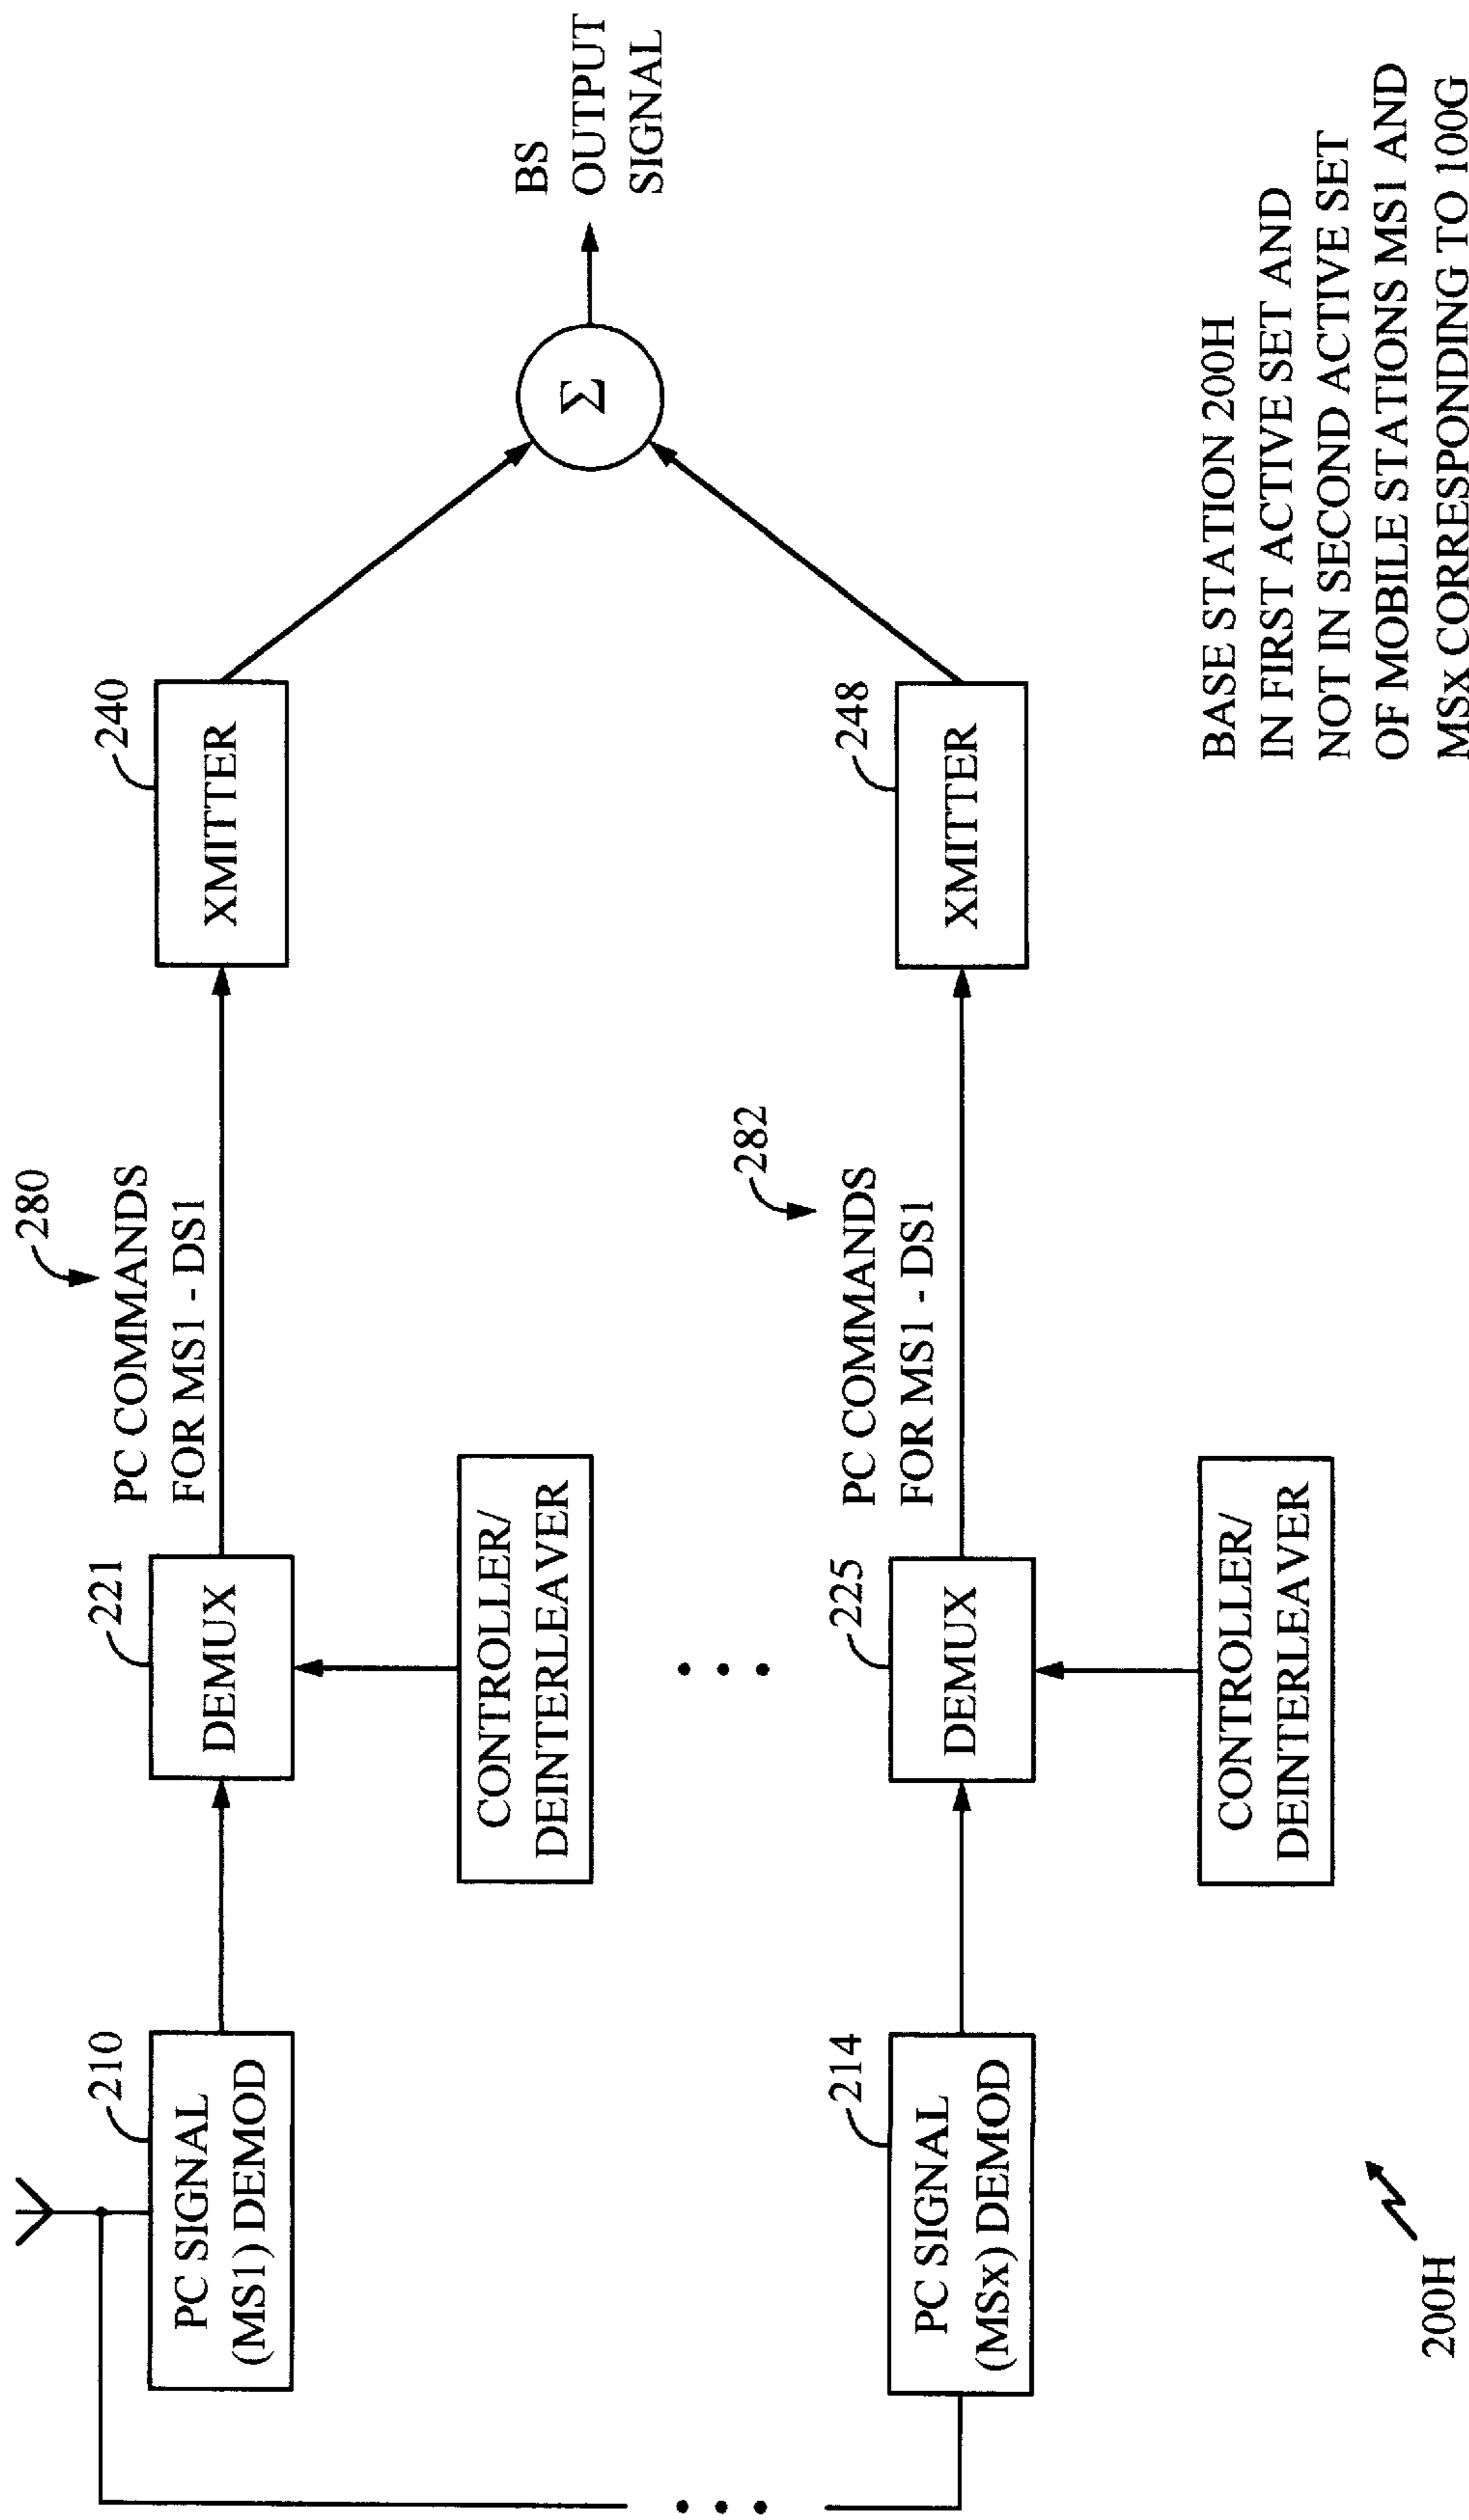 210
PC SIGNAL
(MS1) DEMOD
221
DEMUX
CONTROLLER/
DEINTERLEAVER
280
PC COMMANDS
FOR MS1 - DS1
240
XMITTER
Σ
BS
OUTPUT
SIGNAL
214
PC SIGNAL
(MSx) DEMOD
225
DEMUX
CONTROLLER/
DEINTERLEAVER
282
PC COMMANDS
FOR MS1 - DS1
248
XMITTER
200H
BASE STATION 200H
IN FIRST ACTIVE SET AND
NOT IN SECOND ACTIVE SET
OF MOBILE STATIONS MS1 AND
MSx CORRESPONDING TO 100G